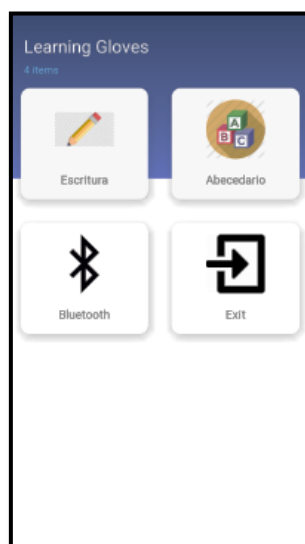 Learning Gloves
4 items
Escritura
A
B
C
Abecedario
Bluetooth
Exit